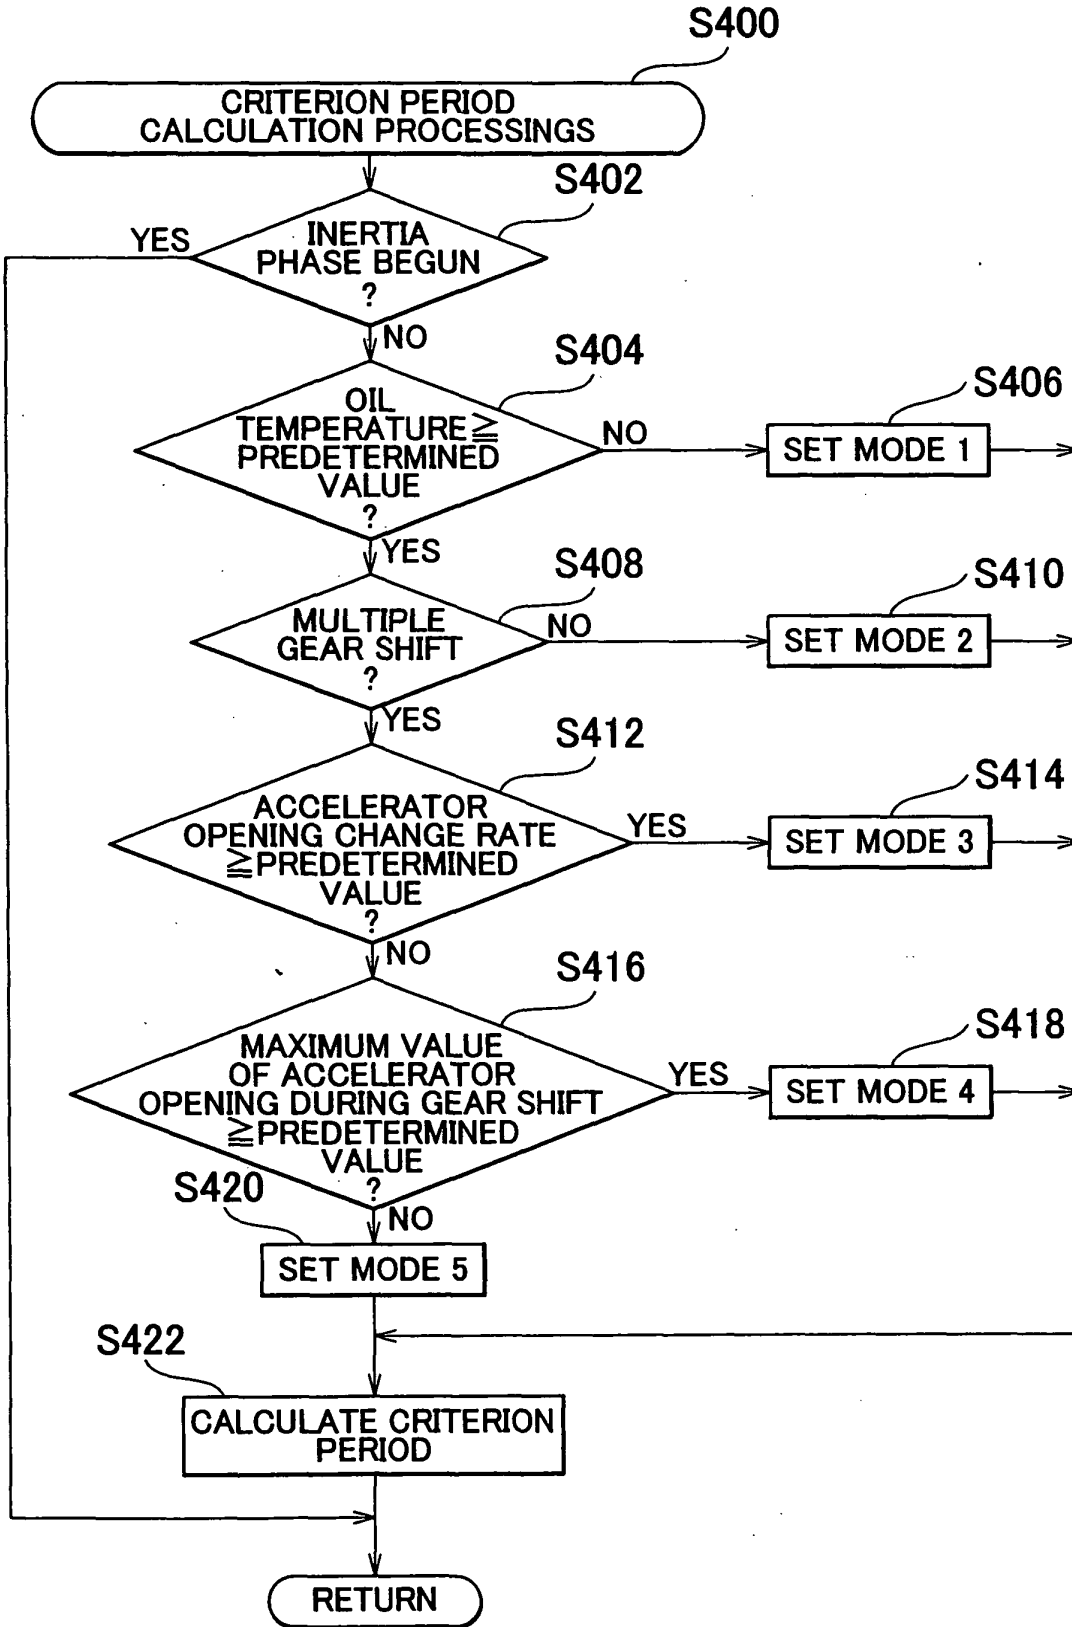 S400
CRITERION PERIOD
CALCULATION PROCESSINGS
S402
YES
INERTIA
PHASE BEGUN
?
NO
S404
OIL
TEMPERATURE≧
PREDETERMINED
VALUE
?
NO
S406
SET MODE 1
YES
S408
MULTIPLE
GEAR SHIFT
?
NO
S410
SET MODE 2
YES
S412
ACCELERATOR
OPENING CHANGE RATE
≧PREDETERMINED
VALUE
?
YES
S414
SET MODE 3
NO
S416
MAXIMUM VALUE
OF ACCELERATOR
OPENING DURING GEAR SHIFT
≧PREDETERMINED
VALUE
?
YES
S418
SET MODE 4
S420
NO
SET MODE 5
S422
CALCULATE CRITERION
PERIOD
RETURN